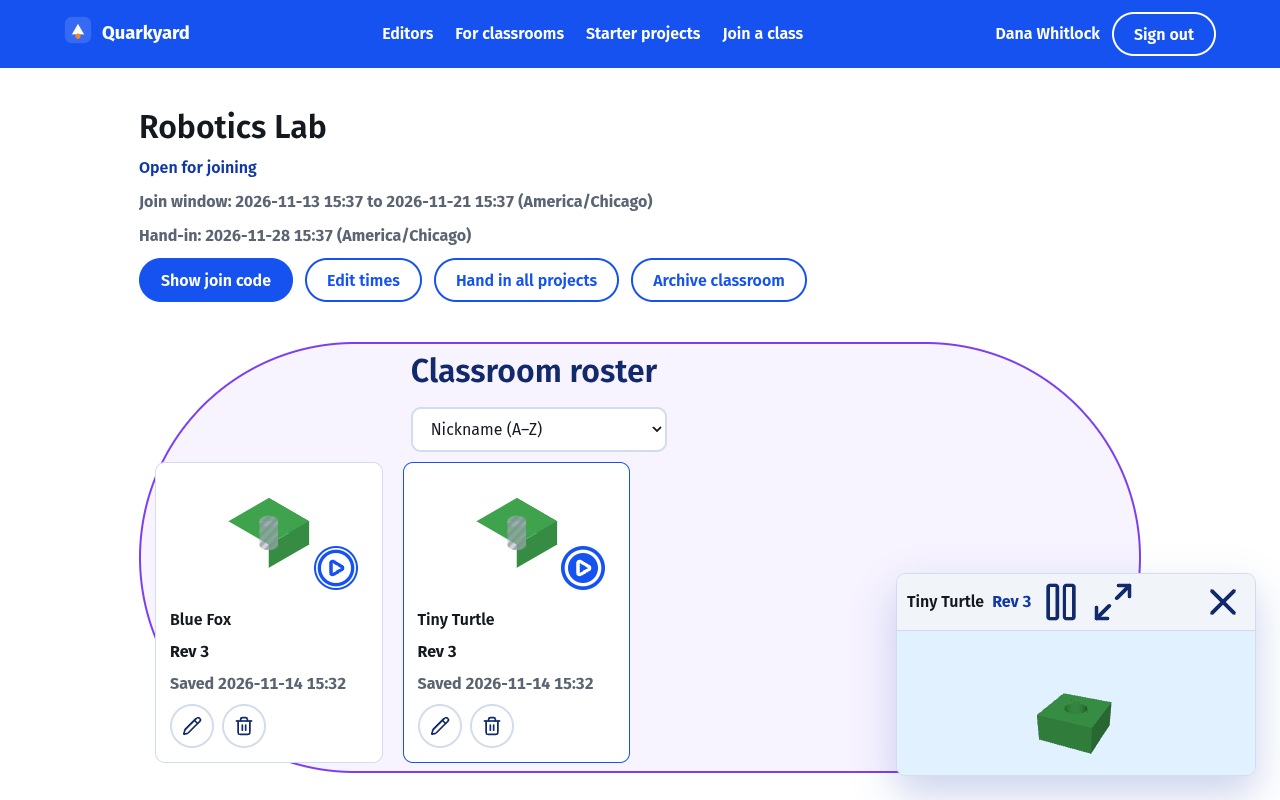 Quarkyard
Editors
For classrooms
Starter projects
Join a class
Dana Whitlock
Sign out
Robotics Lab
Open for joining
Join window: 2026-11-13 15:37 to 2026-11-21 15:37 (America/Chicago)
Hand-in: 2026-11-28 15:37 (America/Chicago)
Show join code
Edit times
Hand in all projects
Archive classroom
Classroom roster
Nickname (A–Z)
Blue Fox
Rev 3
Saved 2026-11-14 15:32
Tiny Turtle
Rev 3
Saved 2026-11-14 15:32
Tiny Turtle Rev 3